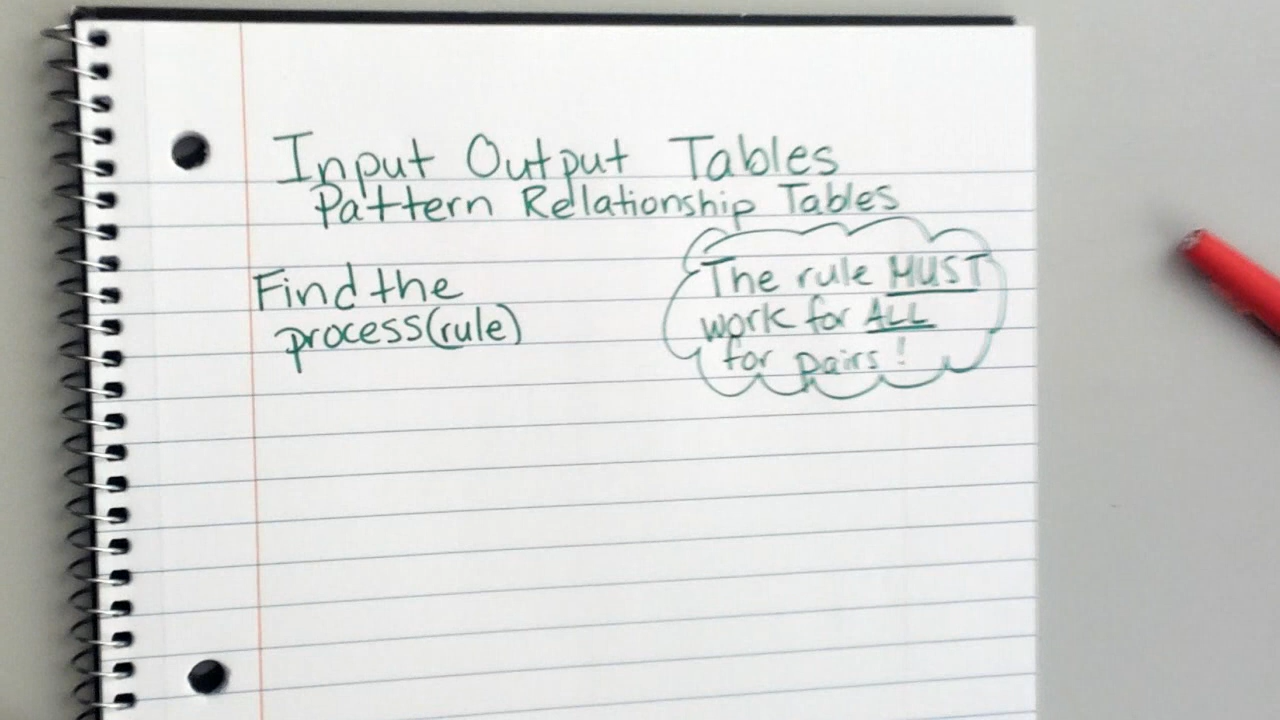 Input Output Tables
Pattern Relationship Tables
Find the
process(rule)
The rule MUST
work for ALL
for pairs!